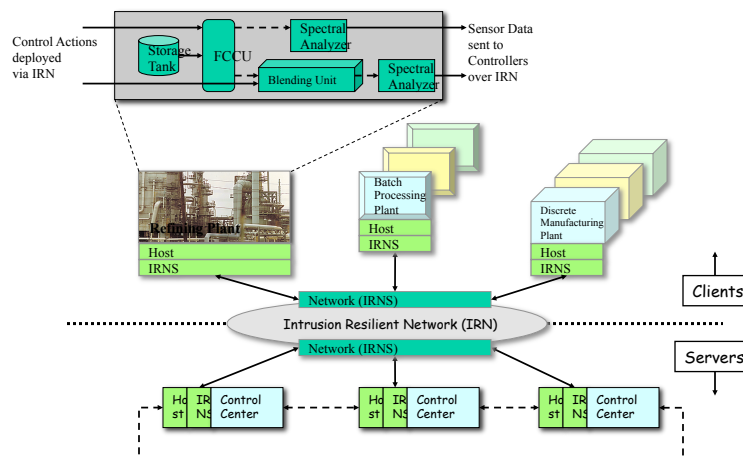 Control Actions
deployed
via IRN
Storage
Tank
FCCU
Spectral
Analyzer
Blending Unit
Spectral
Analyzer
Sensor Data
sent to
Controllers
over IRN
Refining Plant
Host
IRNS
Batch
Processing
Plant
Host
IRNS
Discrete
Manufacturing
Plant
Host
IRNS
Clients
Network (IRNS)
Intrusion Resilient Network (IRN)
Network (IRNS)
Servers
Ho
st
IR
NS
Control
Center
Ho
st
IR
NS
Control
Center
Ho
st
IR
NS
Control
Center